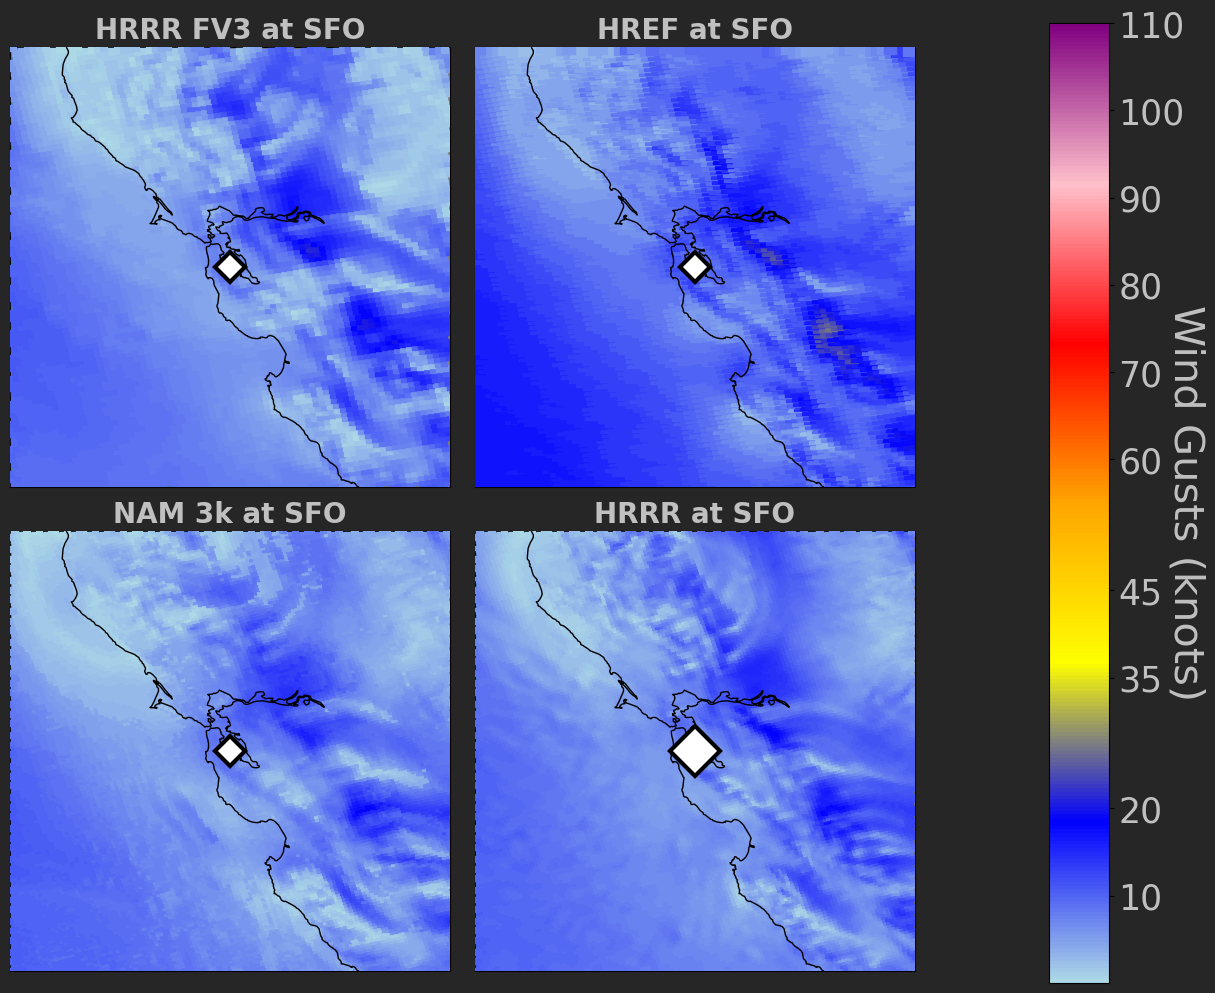 HRRR FV3 at SFO
HREF at SFO
NAM 3k at SFO
HRRR at SFO
110
100
90
80
70
60
45
35
20
10
Wind Gusts (knots)